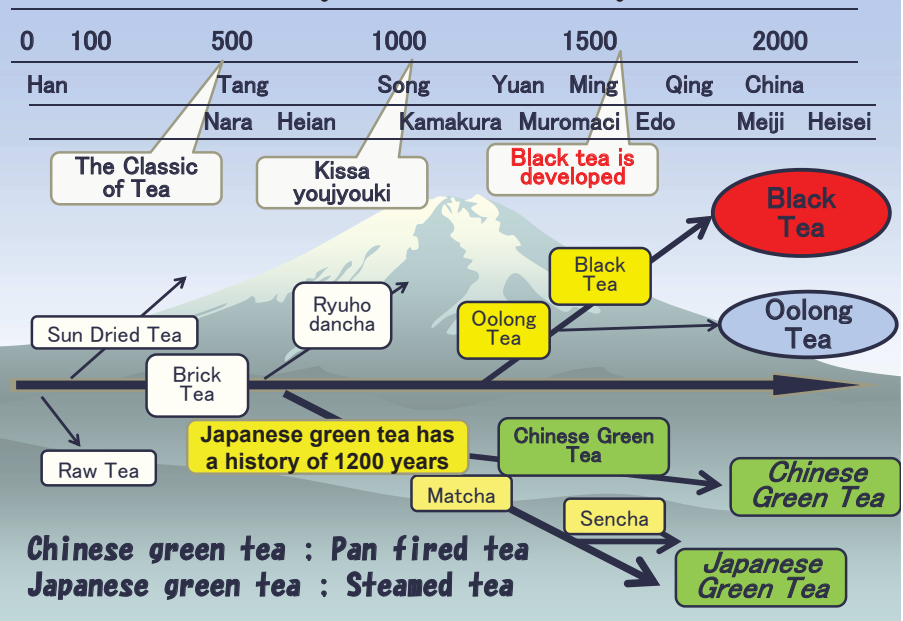 0 100 500 1000 1500 2000
Han Tang Song Yuan Ming Qing China
Nara Heian Kamakura Muromaci Edo Meiji Heisei
The Classic
of Tea
Kissa
youjyouki
Black tea is
developed
Black
Tea
Black
Tea
Ryuho
dancha
Oolong
Tea
Oolong
Tea
Sun Dried Tea
Brick
Tea
Japanese green tea has
a history of 1200 years
Chinese Green
Tea
Raw Tea
Chinese
Green Tea
Matcha
Sencha
Chinese green tea : Pan fired tea
Japanese green tea : Steamed tea
Japanese
Green Tea